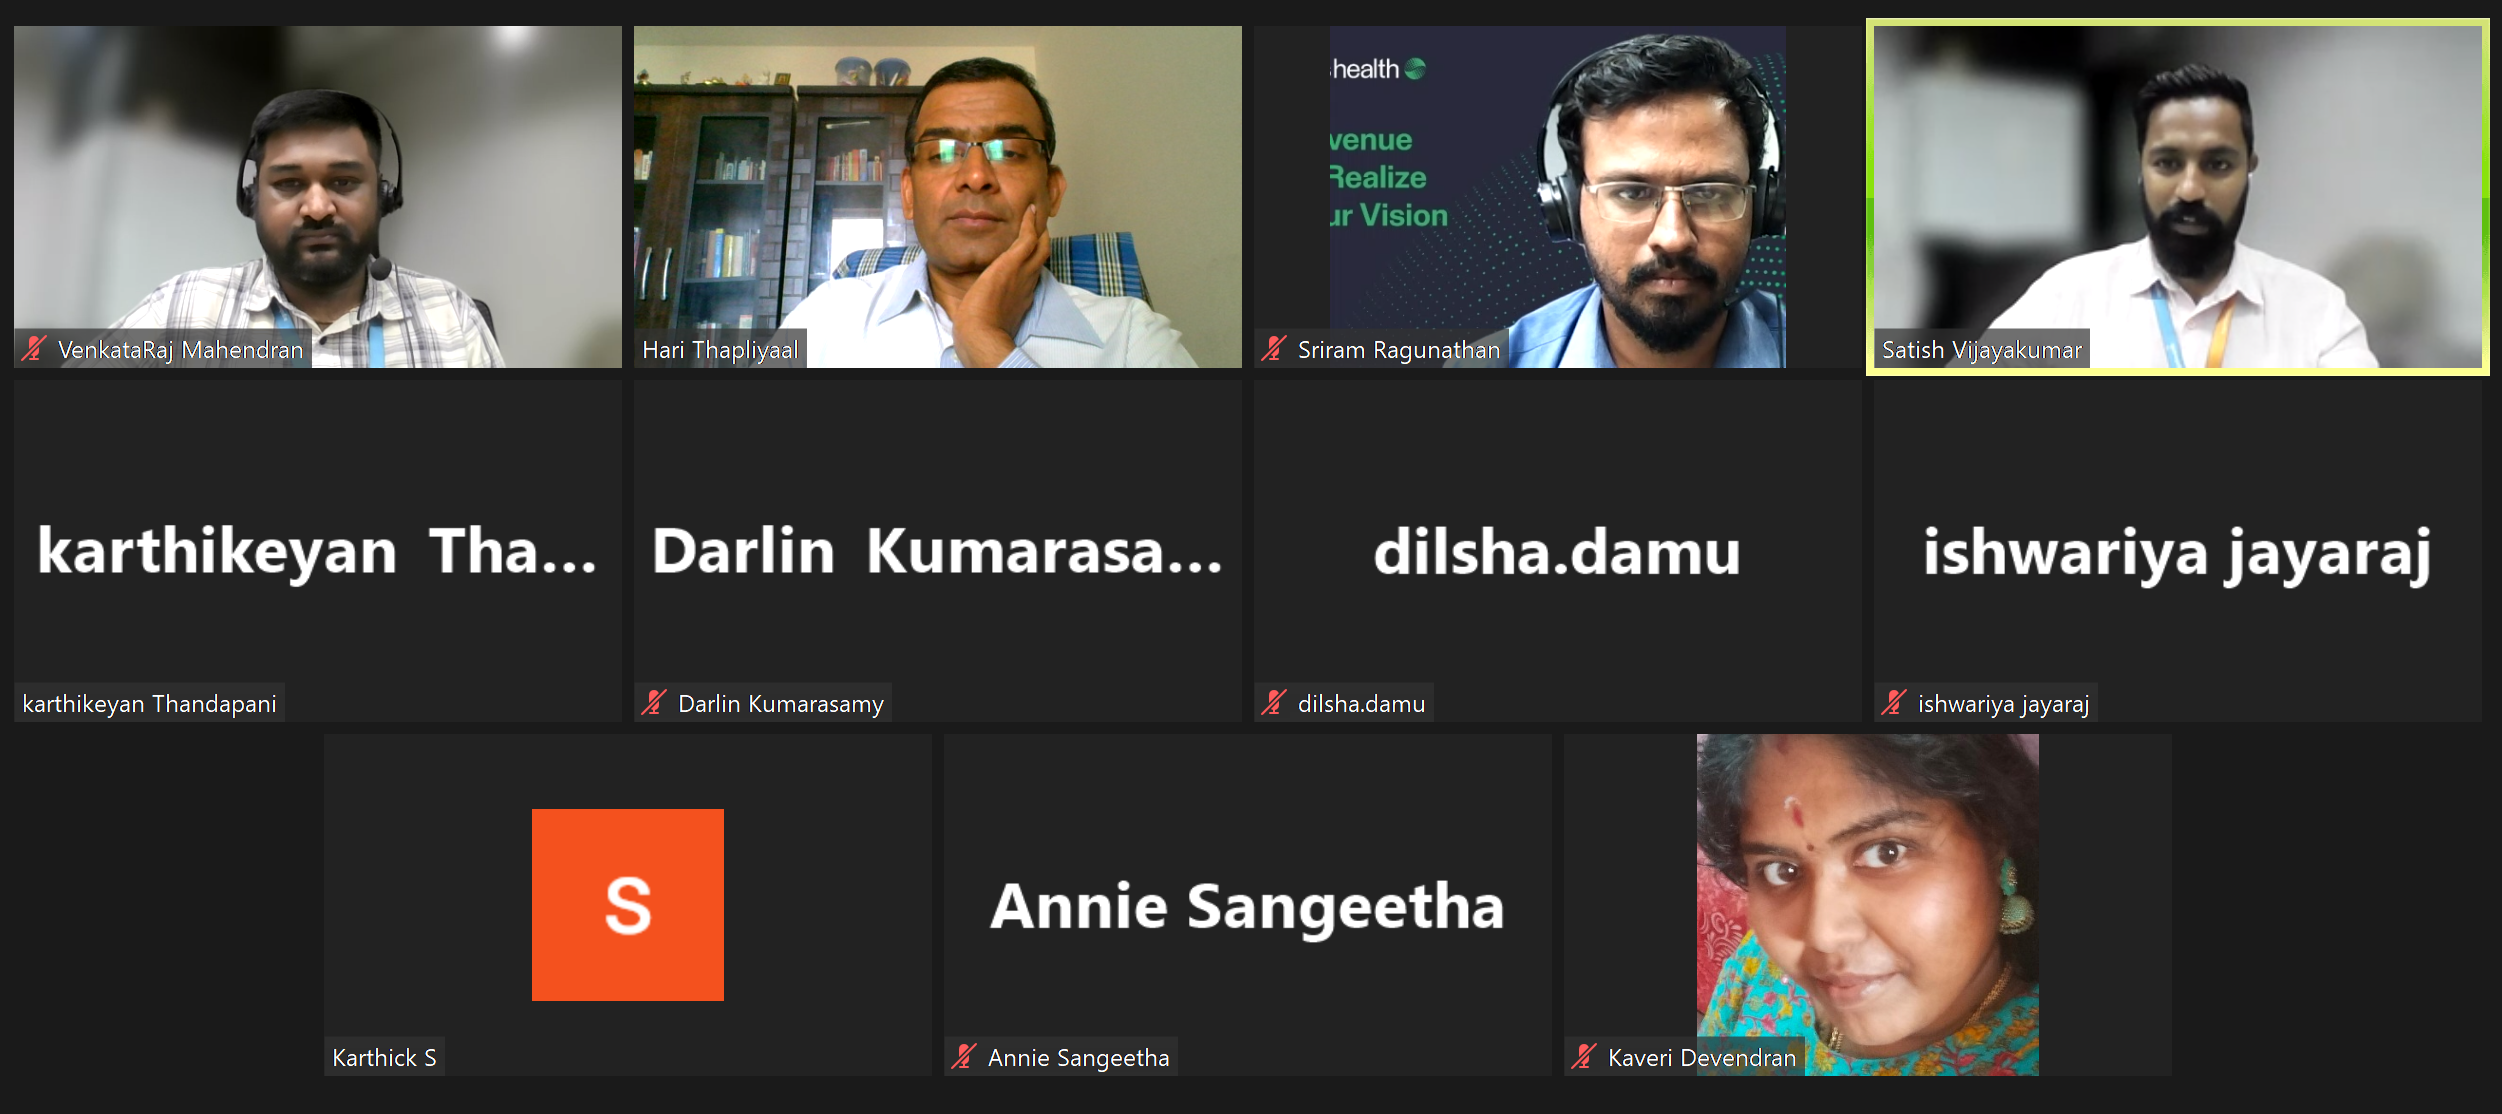 health
venue
Realize
ur Vision
VenkataRaj Mahendran
Hari Thapliyaal
Sriram Ragunathan
Satish Vijayakumar
karthikeyan Tha...
Darlin Kumarasa...
dilsha.damu
ishwariya jayaraj
karthikeyan Thandapani
Darlin Kumarasamy
dilsha.damu
ishwariya jayaraj
S
Annie Sangeetha
Karthick S
Annie Sangeetha
Kaveri Devendran